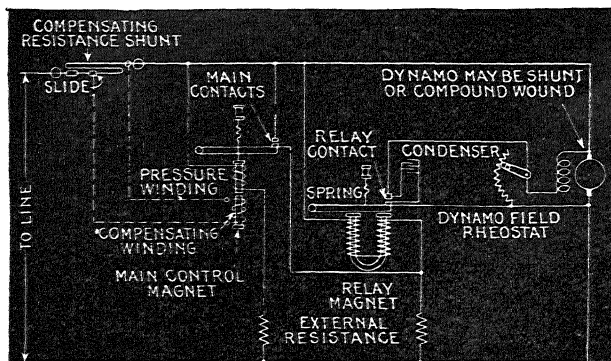 COMPENSATING
RESISTANCE SHUNT
SLIDE
MAIN
CONTACTS
DYNAMO MAY BE SHUNT
OR COMPOUND WOUND
RELAY
CONTACT
CONDENSER
PRESSURE
WINDING
SPRING
TO LINE
COMPENSATING
WINDING
DYNAMO FIELD
RHEOSTAT
MAIN CONTROL
MAGNET
RELAY
MAGNET
EXTERNAL
RESISTANCE